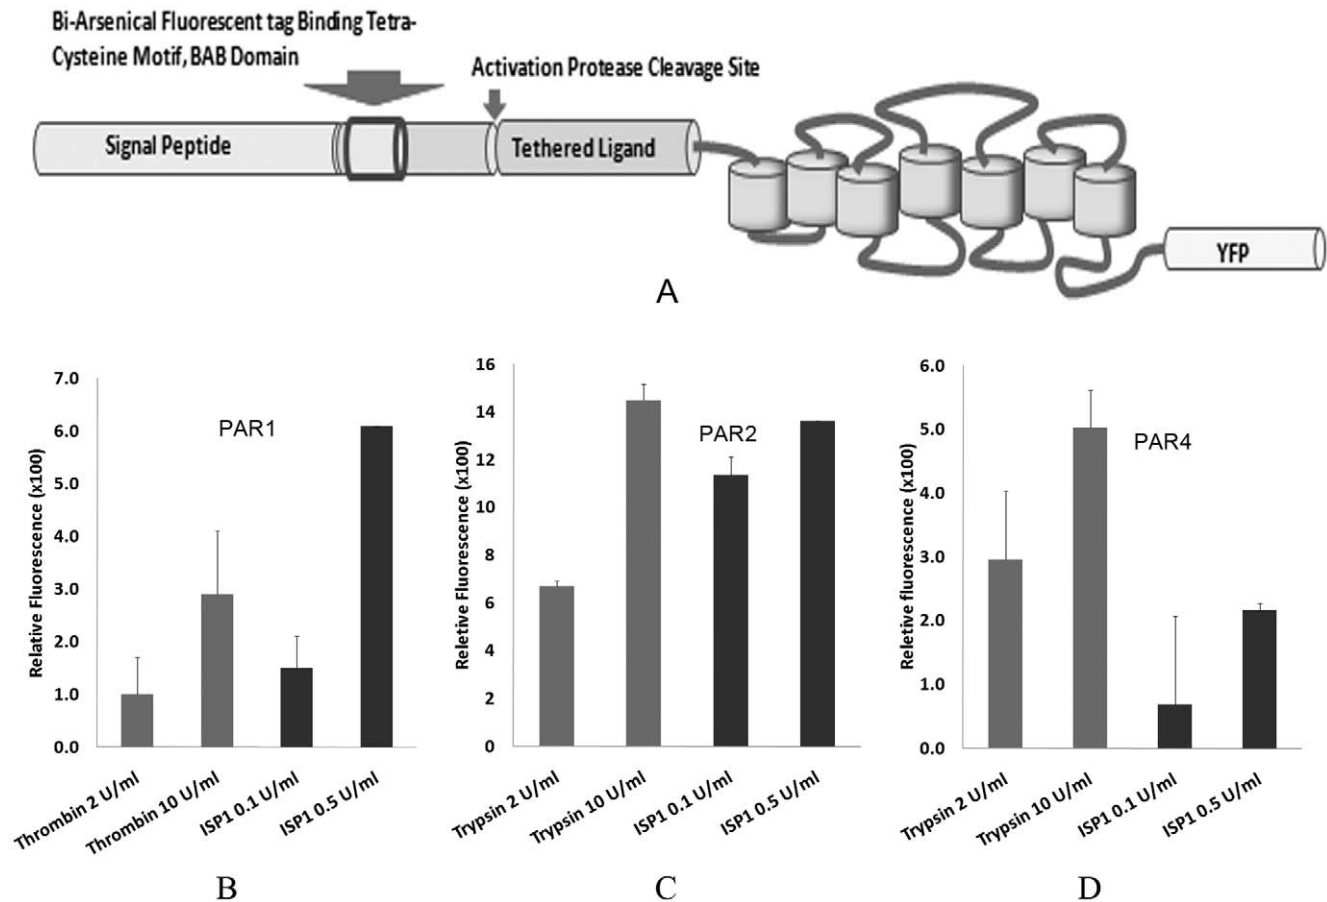 Bi-Arsenical Fluorescent tag Binding Tetra-
Cysteine Motif, BAB Domain
Activation Protease Cleavage Site
Signal Peptide
Tethered Ligand
YFP
A
7.0
6.0
5.0
4.0
3.0
2.0
1.0
0.0
Relative Fluorescence (x100)
PAR1
Thrombin 2 U/ml
Thrombin 10 U/ml
ISP1 0.1 U/ml
ISP1 0.5 U/ml
B
16
14
12
10
8
6
4
2
0
Reletive Fluorescence (x100)
PAR2
Trypsin 2 U/ml
Trypsin 10 U/ml
ISP1 0.1 U/ml
ISP1 0.5 U/ml
C
6.0
5.0
4.0
3.0
2.0
1.0
0.0
Reletive fluorescence (x100)
PAR4
Trypsin 2 U/ml
Trypsin 10 U/ml
ISP1 0.1 U/ml
ISP1 0.5 U/ml
D